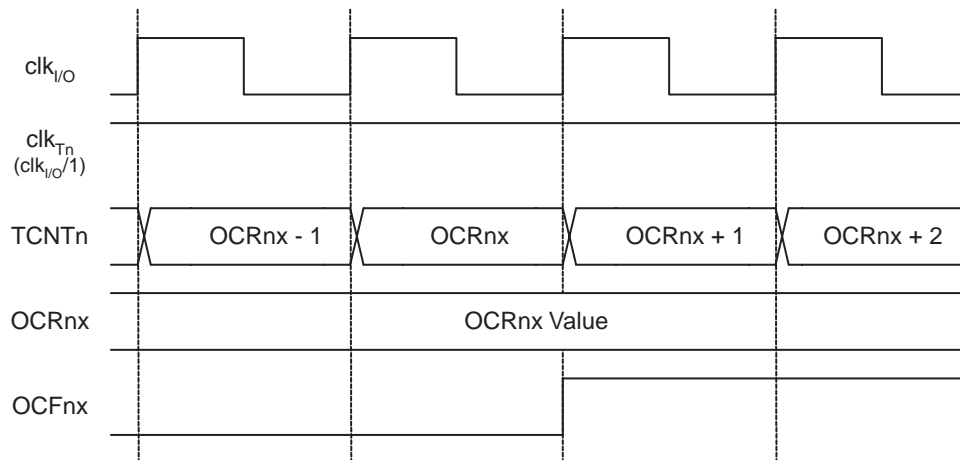 clkI/O
clkTn
(clkI/O/1)
TCNTn
OCRnx - 1
OCRnx
OCRnx + 1
OCRnx + 2
OCRnx
OCRnx Value
OCFnx